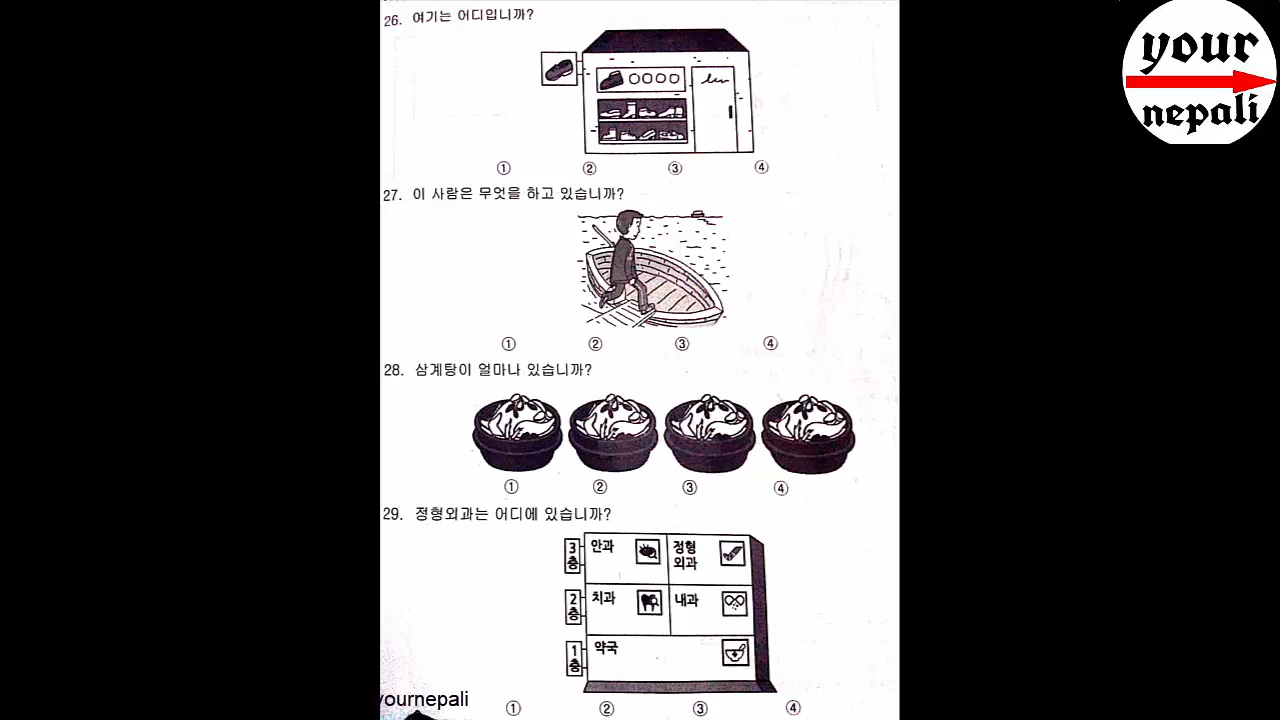 26. 여기는 어디입니까?
① ② ③ ④
27. 이 사람은 무엇을 하고 있습니까?
① ② ③ ④
28. 삼계탕이 얼마나 있습니까?
① ② ③ ④
29. 정형외과는 어디에 있습니까?
3층 안과 정형
외과
2층 치과 내과
1층 약국
① ② ③ ④
your
nepali
yournepali